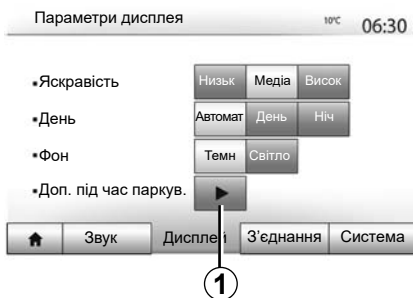 Параметри дисплея 10°C 06:30
▪Яскравість Низьк Медіа Висок
▪День Автомат День Ніч
▪Фон Темн Світло
▪Доп. під час паркув.
Звук Дисплей З’єднання Система
1